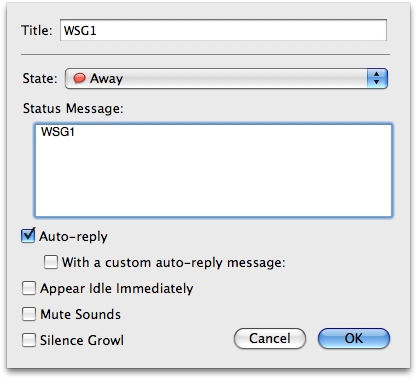 Title: WSG1
State: Away
Status Message:
WSG1
Auto-reply
With a custom auto-reply message:
Appear Idle Immediately
Mute Sounds
Silence Growl
Cancel OK